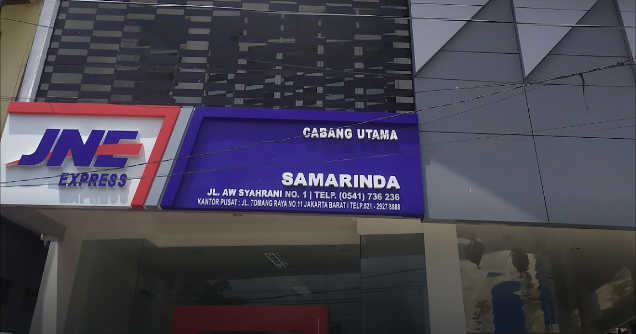 JNE
EXPRESS
CABANG UTAMA
SAMARINDA
JL. AW SYAHRANI NO. 1 | TELP. (0541) 736 236
KANTOR PUSAT : JL. TOMANG RAYA NO.11 JAKARTA BARAT | TELP.021 - 2927 8888